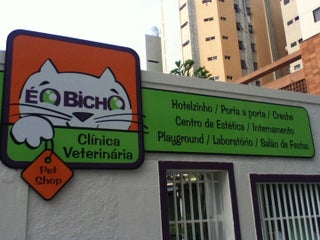 ÉO BICHO
Clínica
Veterinária
Pet
Shop
Hotelzinho / Porta a porta / Creche
Centro de Estética / Internamento
Playground / Laboratório / Salão de Festas